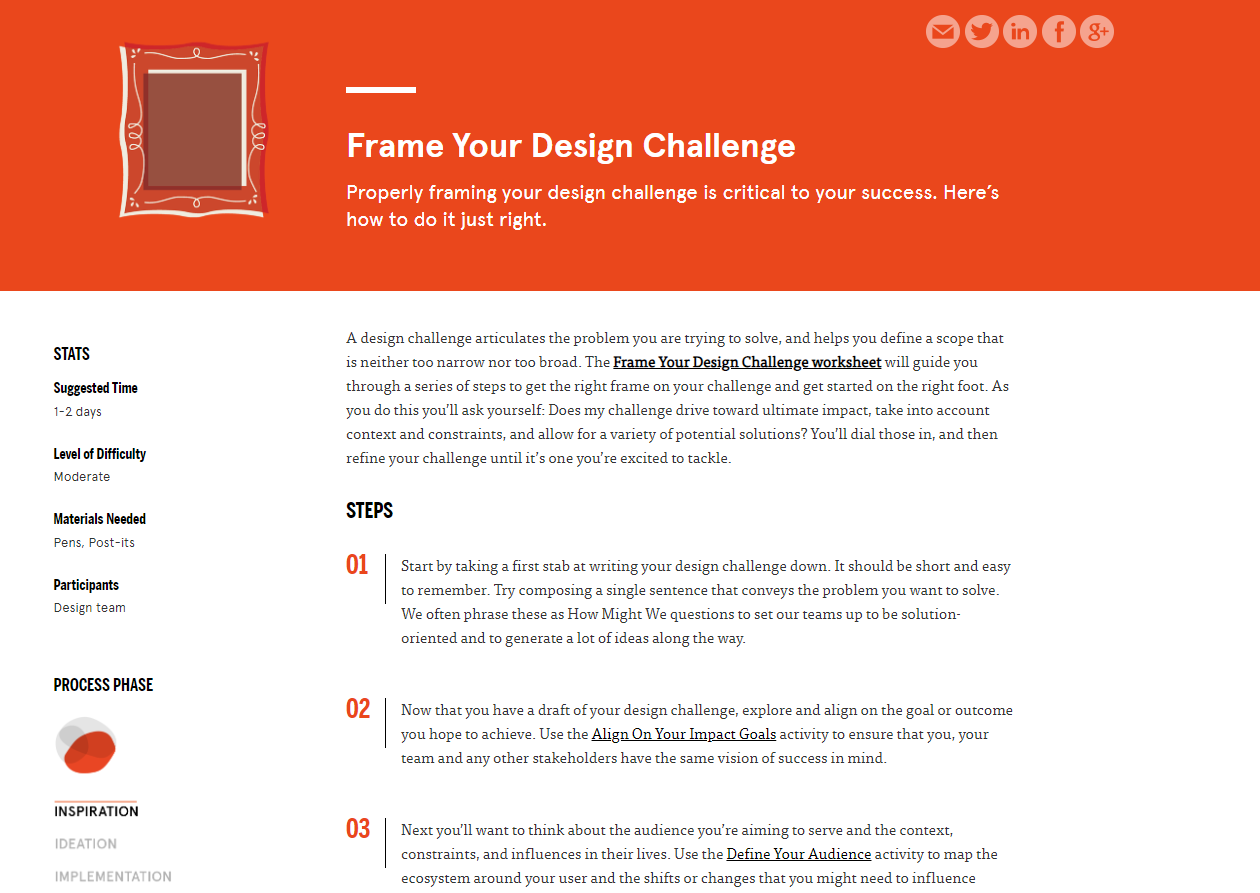 Frame Your Design Challenge
Properly framing your design challenge is critical to your success. Here's
how to do it just right.
STATS
Suggested Time
1-2 days
Level of Difficulty
Moderate
Materials Needed
Pens, Post-its
Participants
Design team
PROCESS PHASE
INSPIRATION
IDEATION
IMPLEMENTATION
A design challenge articulates the problem you are trying to solve, and helps you define a scope that
is neither too narrow nor too broad. The Frame Your Design Challenge worksheet will guide you
through a series of steps to get the right frame on your challenge and get started on the right foot. As
you do this you'll ask yourself: Does my challenge drive toward ultimate impact, take into account
context and constraints, and allow for a variety of potential solutions? You'll dial those in, and then
refine your challenge until it's one you're excited to tackle.
STEPS
01
Start by taking a first stab at writing your design challenge down. It should be short and easy
to remember. Try composing a single sentence that conveys the problem you want to solve.
We often phrase these as How Might We questions to set our teams up to be solution-
oriented and to generate a lot of ideas along the way.
02
Now that you have a draft of your design challenge, explore and align on the goal or outcome
you hope to achieve. Use the Align On Your Impact Goals activity to ensure that you, your
team and any other stakeholders have the same vision of success in mind.
03
Next you'll want to think about the audience you're aiming to serve and the context,
constraints, and influences in their lives. Use the Define Your Audience activity to map the
ecosystem around your user and the shifts or changes that you might need to influence